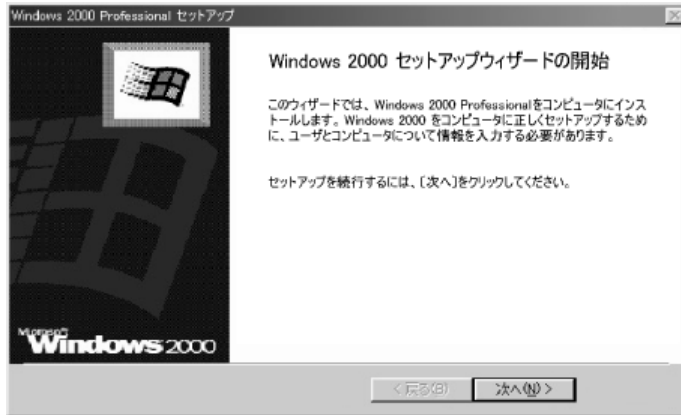 Windows 2000 Professional セットアップ
Windows 2000 セットアップウィザードの開始
このウィザードでは、Windows 2000 Professionalをコンピュータにインス
トールします。Windows 2000 をコンピュータに正しくセットアップするため
に、ユーザとコンピュータについて情報を入力する必要があります。
セットアップを続行するには、[次へ]をクリックしてください。
Microsoft
Windows 2000
< 戻る(B)
次へ(N) >